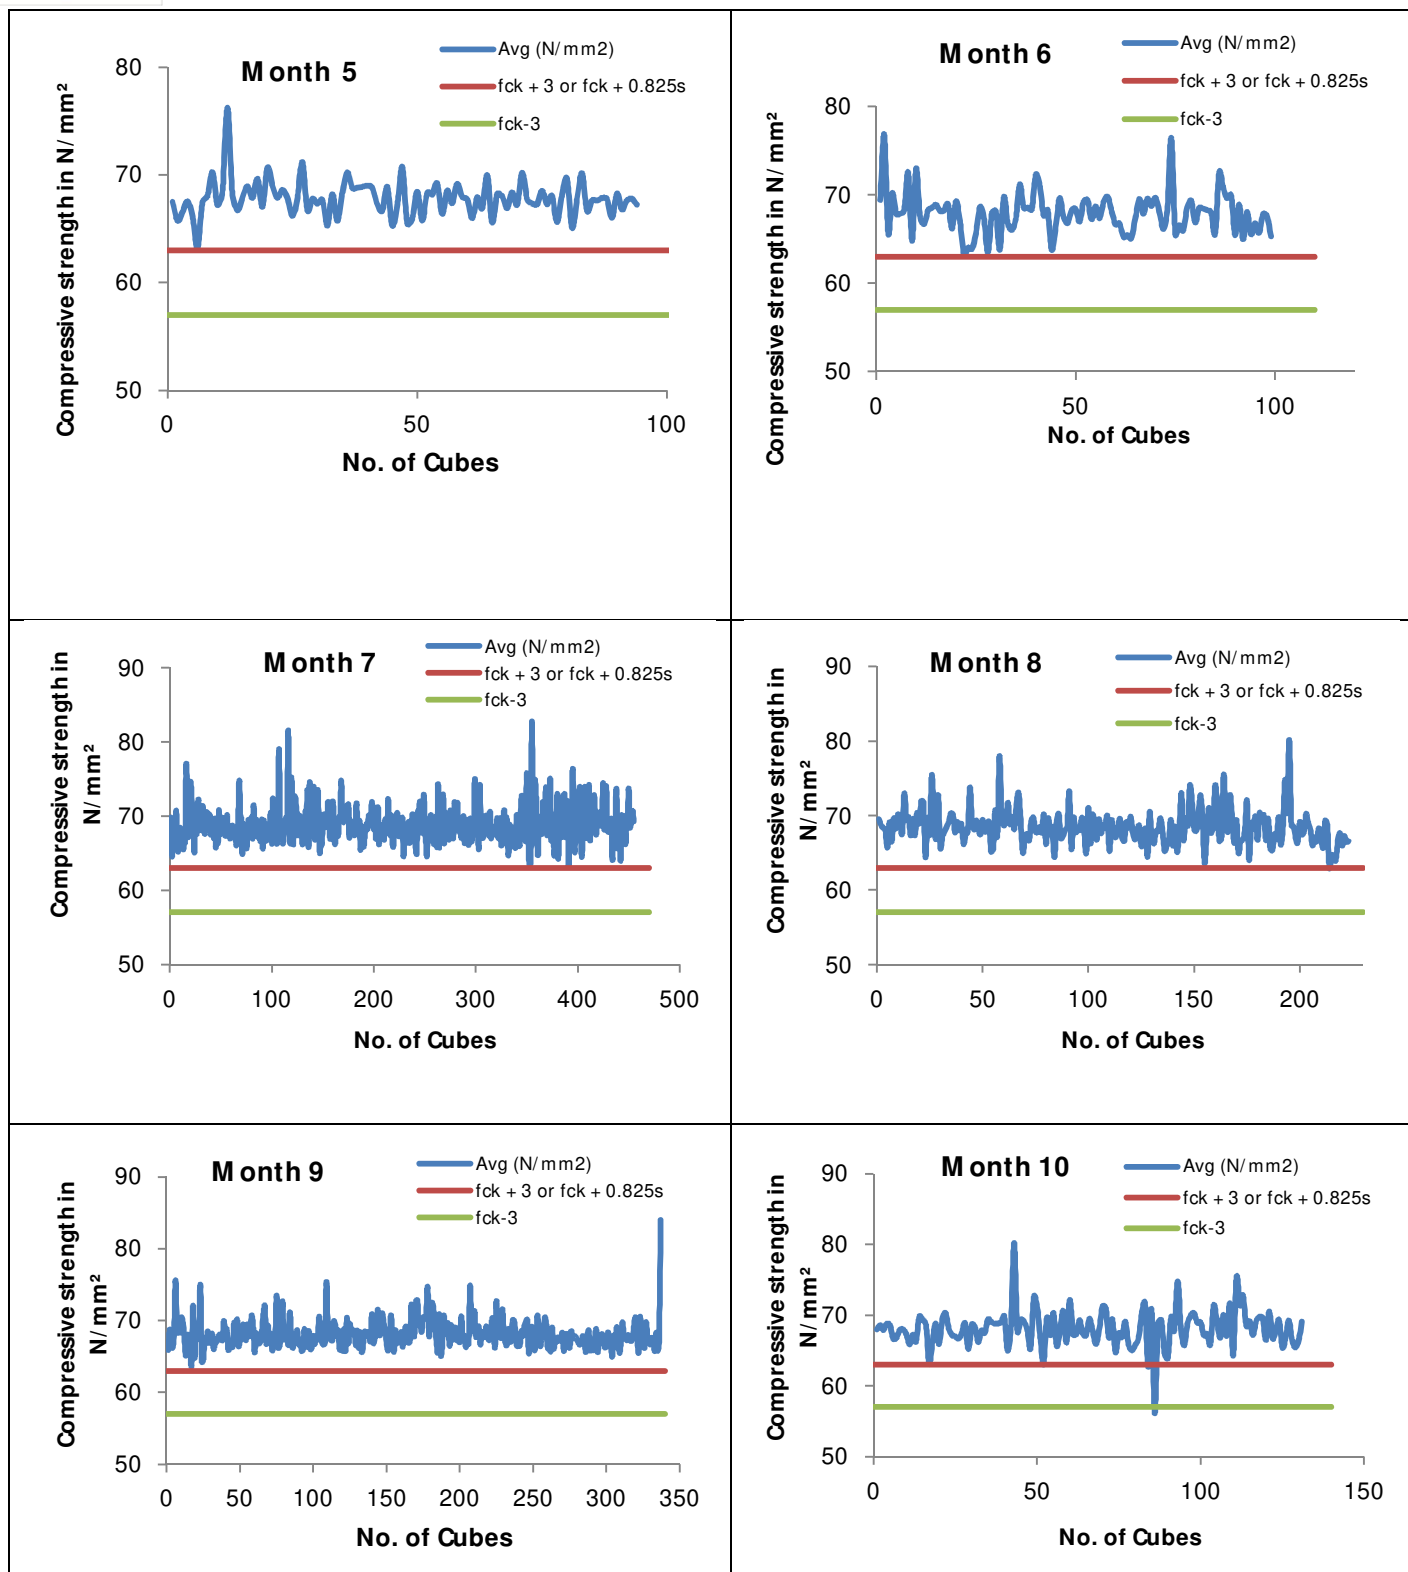 Month 5
Avg (N/mm2)
fck + 3 or fck + 0.825s
fck-3
Compressive strength in N/mm²
80
70
60
50
0 50 100
No. of Cubes
Month 6
Avg (N/mm2)
fck + 3 or fck + 0.825s
fck-3
Compressive strength in N/mm²
80
70
60
50
0 50 100
No. of Cubes
Month 7
Avg (N/mm2)
fck + 3 or fck + 0.825s
fck-3
Compressive strength in
N/mm²
90
80
70
60
50
0 100 200 300 400 500
No. of Cubes
Month 8
Avg (N/mm2)
fck + 3 or fck + 0.825s
fck-3
Compressive strength in
N/mm²
90
80
70
60
50
0 50 100 150 200
No. of Cubes
Month 9
Avg (N/mm2)
fck + 3 or fck + 0.825s
fck-3
Compressive strength in
N/mm²
90
80
70
60
50
0 50 100 150 200 250 300 350
No. of Cubes
Month 10
Avg (N/mm2)
fck + 3 or fck + 0.825s
fck-3
Compressive strength in
N/mm²
90
80
70
60
50
0 50 100 150
No. of Cubes